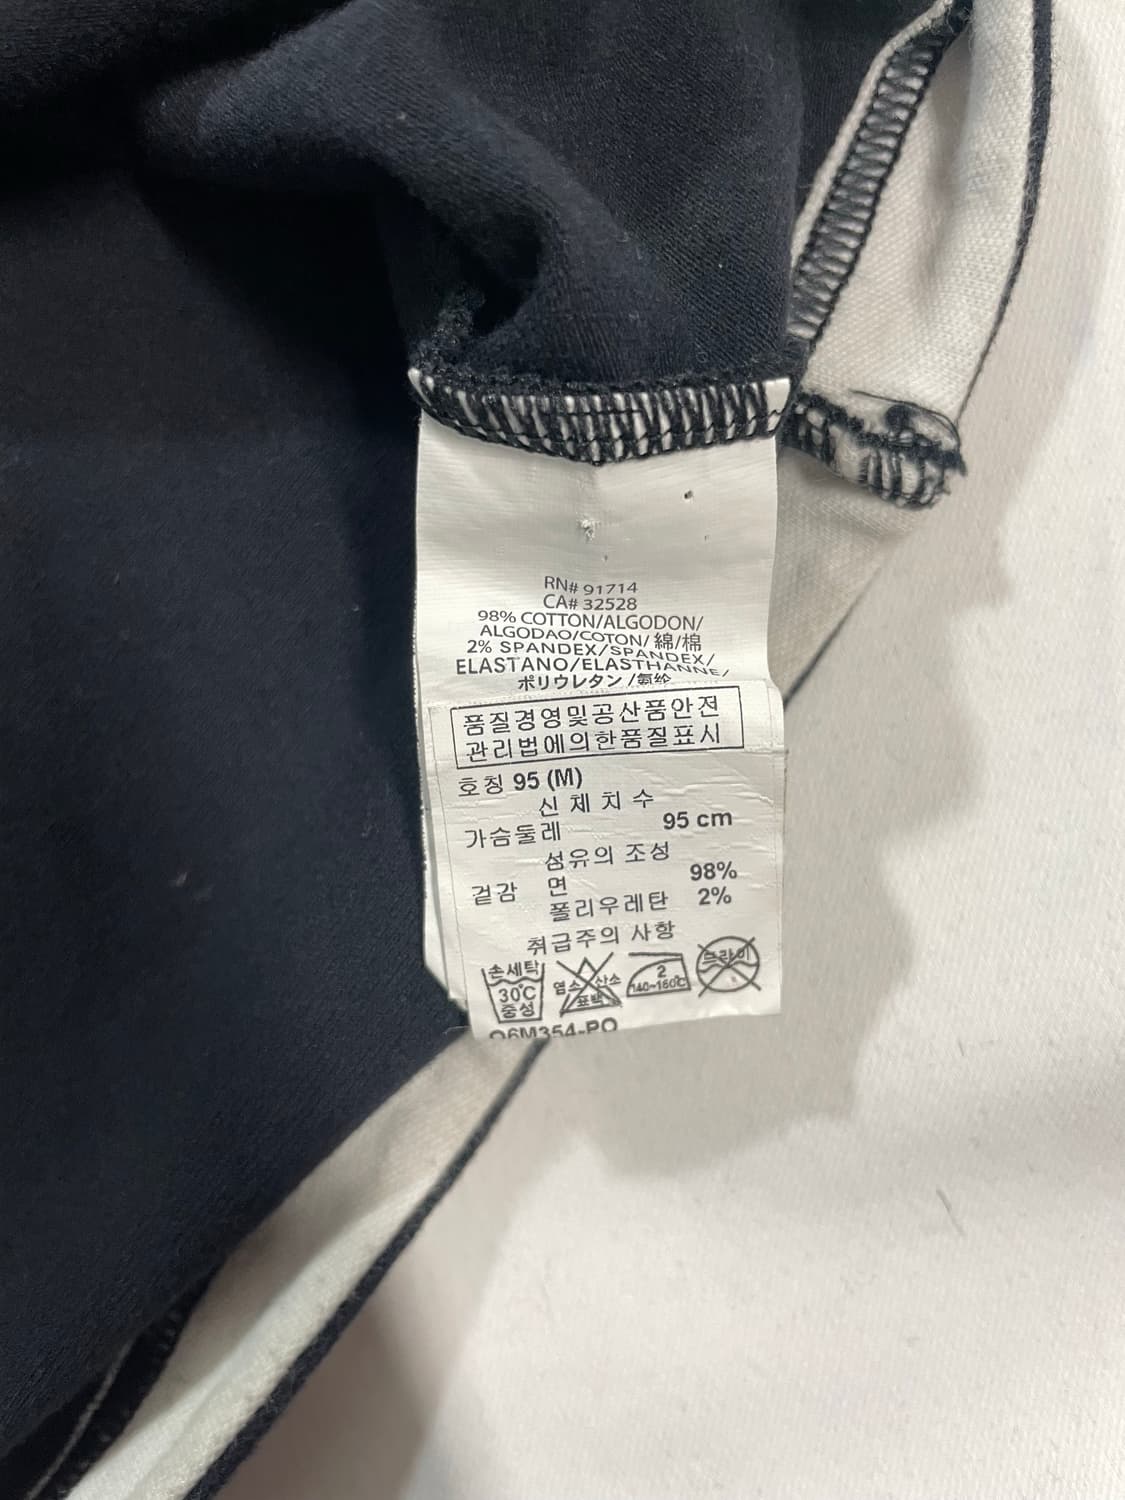 RN# 91714
CA# 32528
98% COTTON/ALGODON/
ALGODAO/COTON/綿/棉
2% SPANDEX/SPANDEX/
ELASTANO/ELASTHANNE/
ポリウレタン/氨纶
품질경영및공산품안전
관리법에의한품질표시
호칭 95 (M)
신체치수
가슴둘레 95 cm
섬유의 조성
겉감 면 98%
폴리우레탄 2%
취급주의 사항
손세탁 30℃ 중성
염소 산소 표백
2 140~160℃
드라이
O6M354-PO